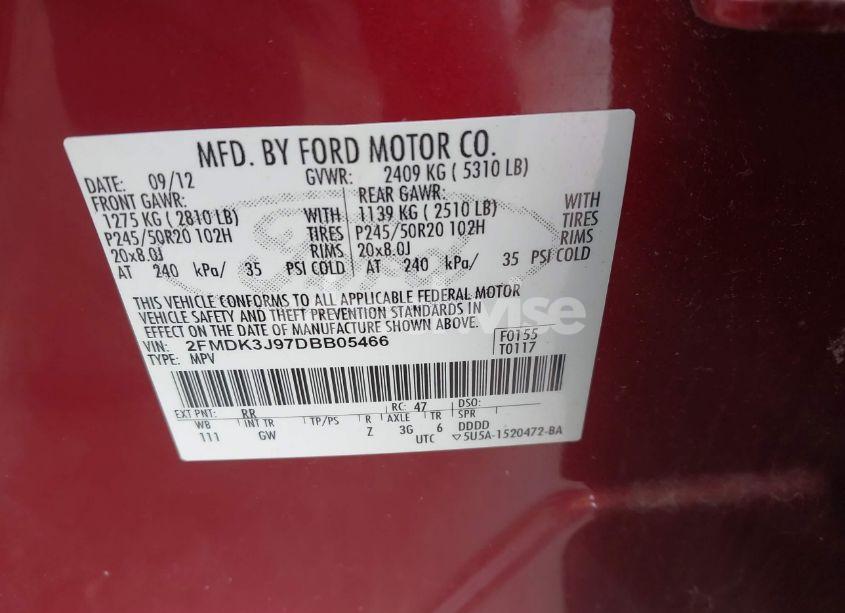 MFD. BY FORD MOTOR CO.
DATE: 09/12 GVWR: 2409 KG ( 5310 LB)
FRONT GAWR: REAR GAWR:
1275 KG ( 2810 LB) WITH 1139 KG ( 2510 LB) WITH
P245/50R20 102H TIRES P245/50R20 102H TIRES
20x8.0J RIMS 20x8.0J RIMS
AT 240 kPa/ 35 PSI COLD AT 240 kPa/ 35 PSI COLD
THIS VEHICLE CONFORMS TO ALL APPLICABLE FEDERAL MOTOR
VEHICLE SAFETY AND THEFT PREVENTION STANDARDS IN
EFFECT ON THE DATE OF MANUFACTURE SHOWN ABOVE.
VIN: 2FMDK3J97DBB05466 F0155
TYPE: MPV T0117
EXT PNT: RR RC: 47 DSO:
WB INT TR TP/PS R AXLE TR SPR
111 GW Z 3G 6 DDDD
UTC ▽5U5A-1520472-BA